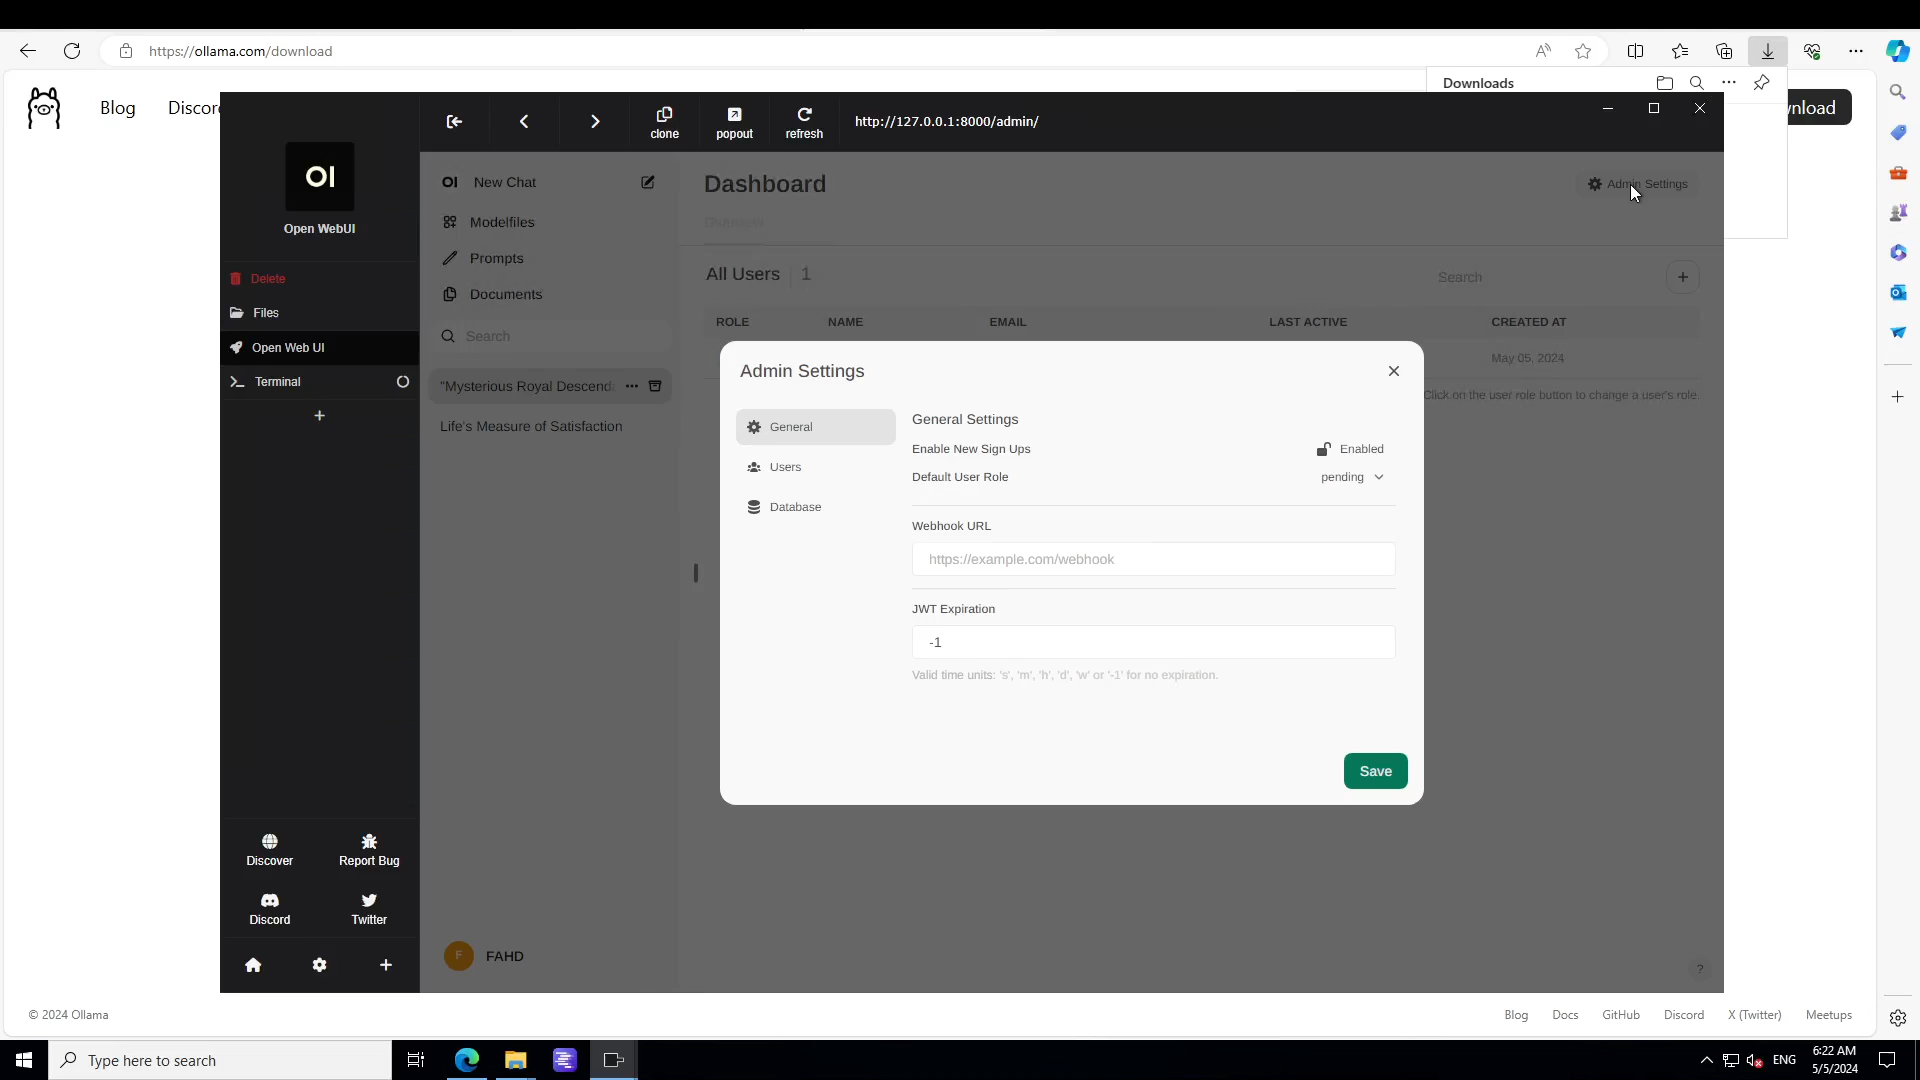 https://ollama.com/download
Downloads
Blog
Discor
nload
clone
popout
refresh
http://127.0.0.1:8000/admin/
OI
Open WebUI
Delete
Files
Open Web UI
Terminal
OI New Chat
Modelfiles
Prompts
Documents
Search
"Mysterious Royal Descenda
Life's Measure of Satisfaction
Dashboard
Admin Settings
Overview
All Users 1
Search
ROLE NAME EMAIL LAST ACTIVE CREATED AT
May 05, 2024
Click on the user role button to change a user's role.
Admin Settings
General
Users
Database
General Settings
Enable New Sign Ups Enabled
Default User Role pending
Webhook URL
https://example.com/webhook
JWT Expiration
-1
Valid time units: 's', 'm', 'h', 'd', 'w' or '-1' for no expiration.
Save
Discover
Report Bug
Discord
Twitter
F FAHD
?
© 2024 Ollama
Blog Docs GitHub Discord X (Twitter) Meetups
Type here to search
ENG
6:22 AM
5/5/2024